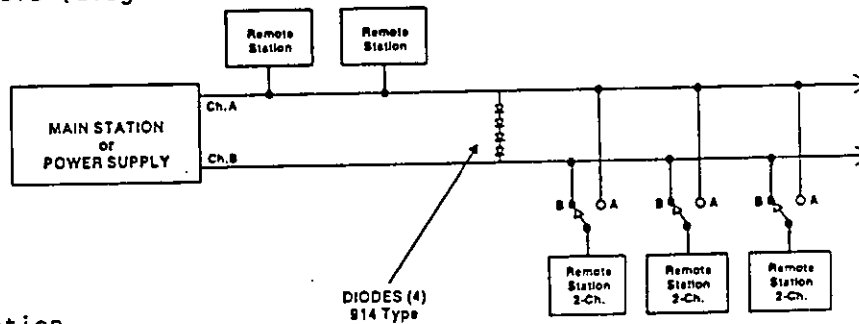 Remote
Station
Remote
Station
Ch.A
MAIN STATION
or
POWER SUPPLY
Ch.B
B
A
B
A
B
A
DIODES (4)
914 Type
Remote
Station
2-Ch.
Remote
Station
2-Ch.
Remote
Station
2-Ch.